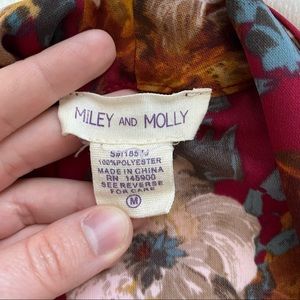 MiLEY AND MOLLY
100%POLYESTER
MADE IN CHINA
RN 145900
SEE REVERSE
FOR CARE
M